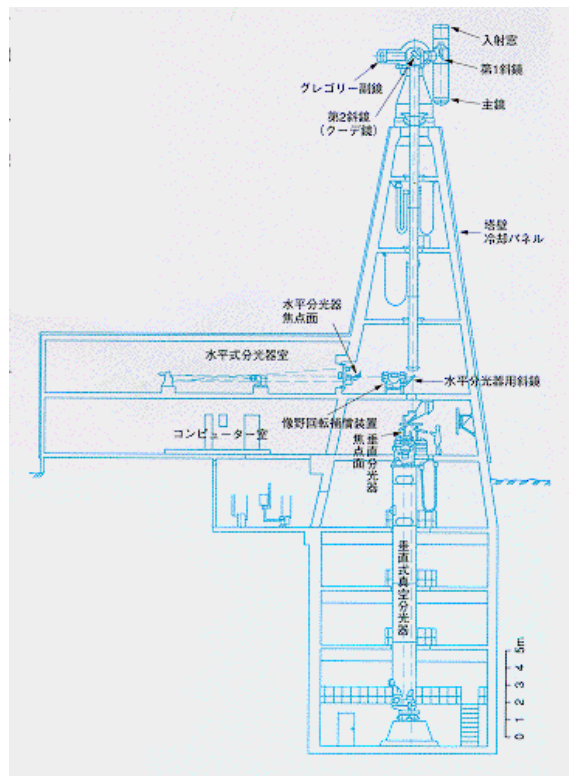 入射窓
第1斜鏡
グレゴリー副鏡
主鏡
第2斜鏡
(クーデ鏡)
塔壁
冷却パネル
水平分光器
焦点面
水平式分光器室
水平分光器用斜鏡
像野回転補償装置
コンピューター室
垂直分光器
焦点面
垂直式真空分光器
0 1 2 3 4 5m